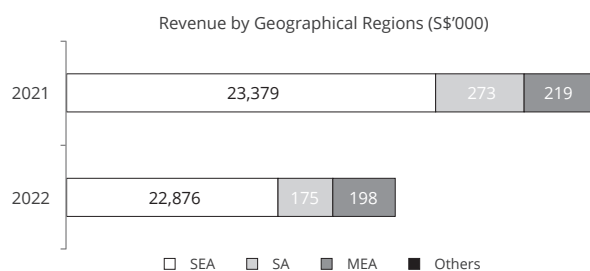 Revenue by Geographical Regions (S$'000)
2021 23,379 273 219
2022 22,876 175 198
SEA SA MEA Others